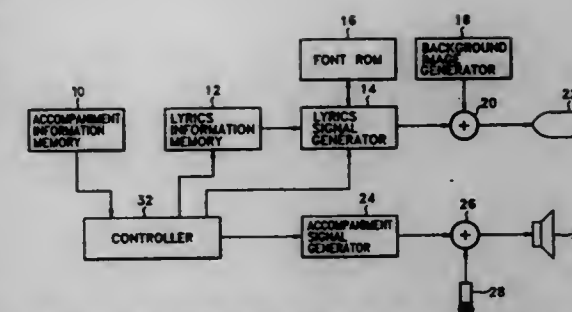 16
18
FONT ROM
BACKGROUND
IMAGE
GENERATOR
10
12
14
20
ACCOMPANIMENT
INFORMATION
MEMORY
LYRICS
INFORMATION
MEMORY
LYRICS
SIGNAL
GENERATOR
+
32
24
26
CONTROLLER
ACCOMPANIMENT
SIGNAL
GENERATOR
+
28